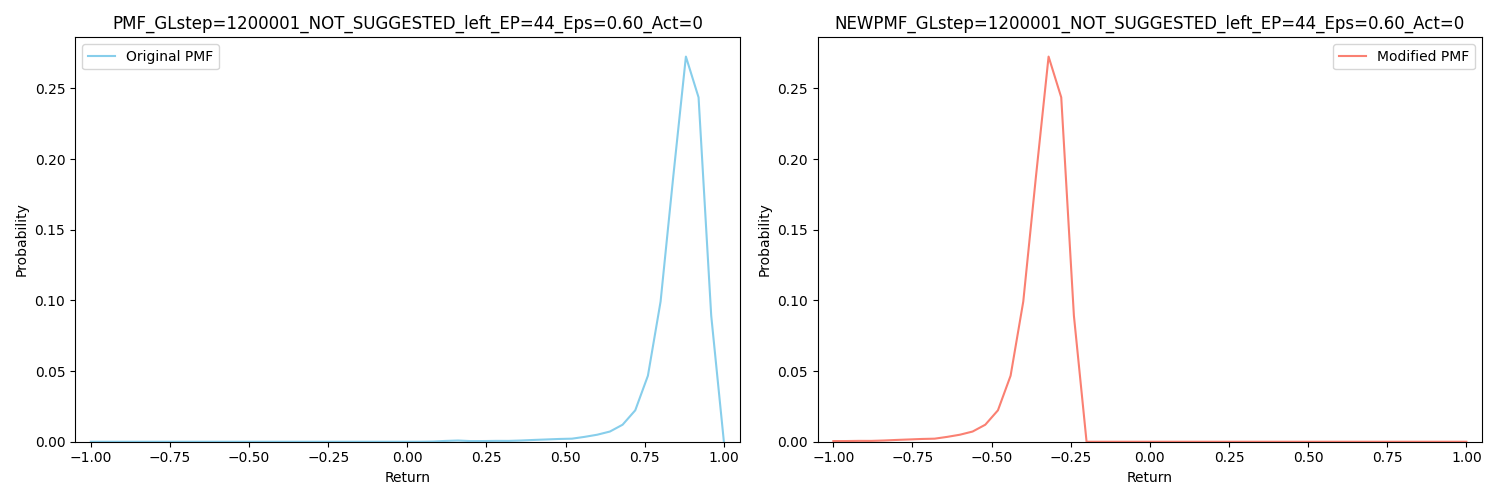 PMF_GLstep=1200001_NOT_SUGGESTED_left_EP=44_Eps=0.60_Act=0
Original PMF
Probability
0.25
0.20
0.15
0.10
0.05
0.00
−1.00 −0.75 −0.50 −0.25 0.00 0.25 0.50 0.75 1.00
Return
NEWPMF_GLstep=1200001_NOT_SUGGESTED_left_EP=44_Eps=0.60_Act=0
Modified PMF
Probability
0.25
0.20
0.15
0.10
0.05
0.00
−1.00 −0.75 −0.50 −0.25 0.00 0.25 0.50 0.75 1.00
Return